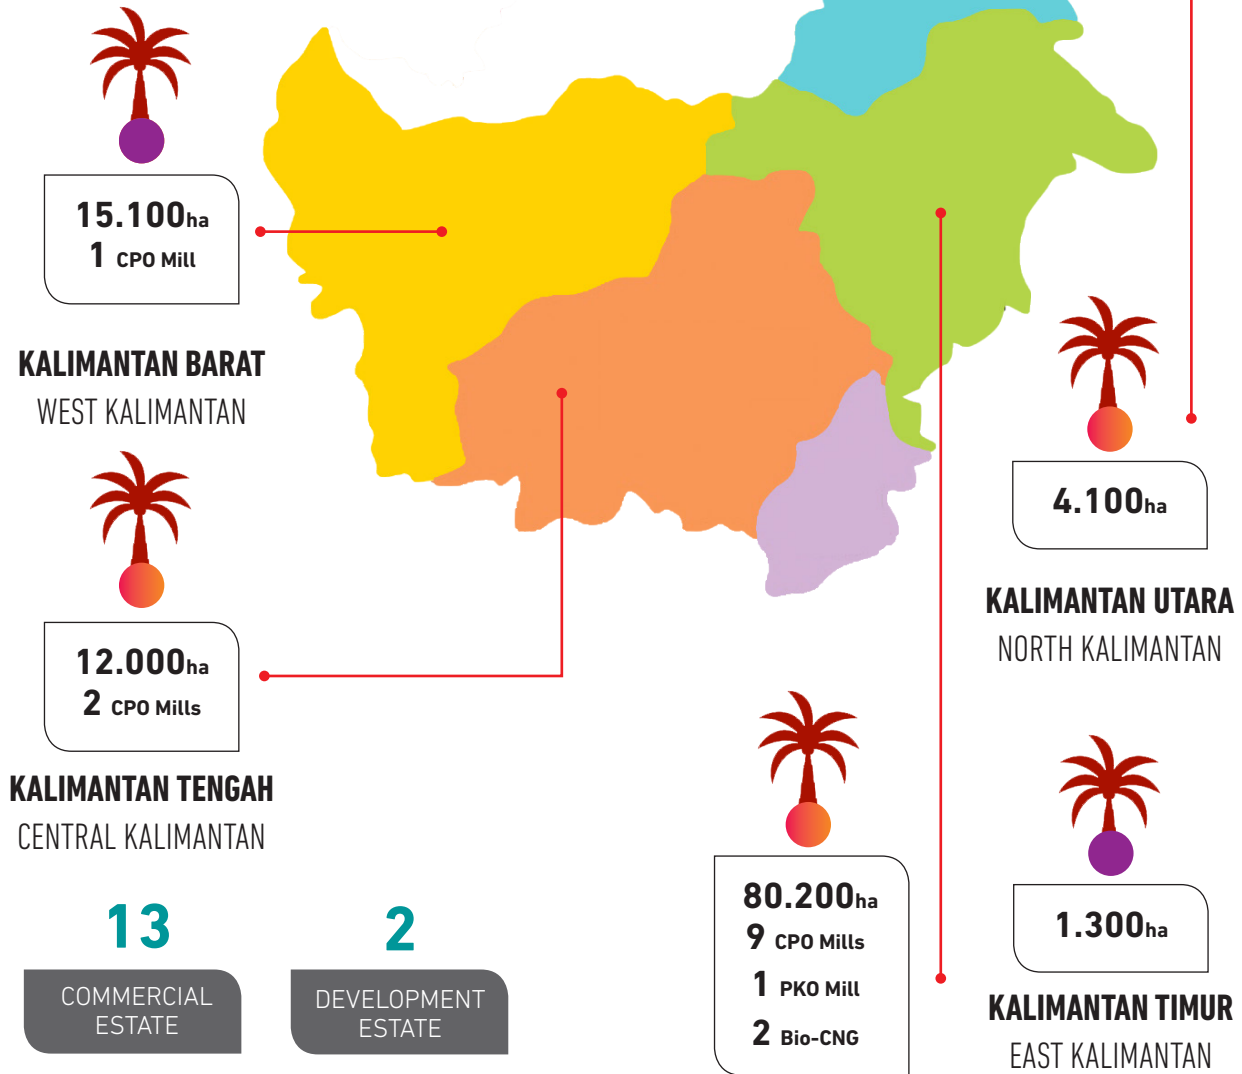 15.100ha
1 CPO Mill
KALIMANTAN BARAT
WEST KALIMANTAN
12.000ha
2 CPO Mills
KALIMANTAN TENGAH
CENTRAL KALIMANTAN
13
COMMERCIAL
ESTATE
2
DEVELOPMENT
ESTATE
4.100ha
KALIMANTAN UTARA
NORTH KALIMANTAN
80.200ha
9 CPO Mills
1 PKO Mill
2 Bio-CNG
1.300ha
KALIMANTAN TIMUR
EAST KALIMANTAN